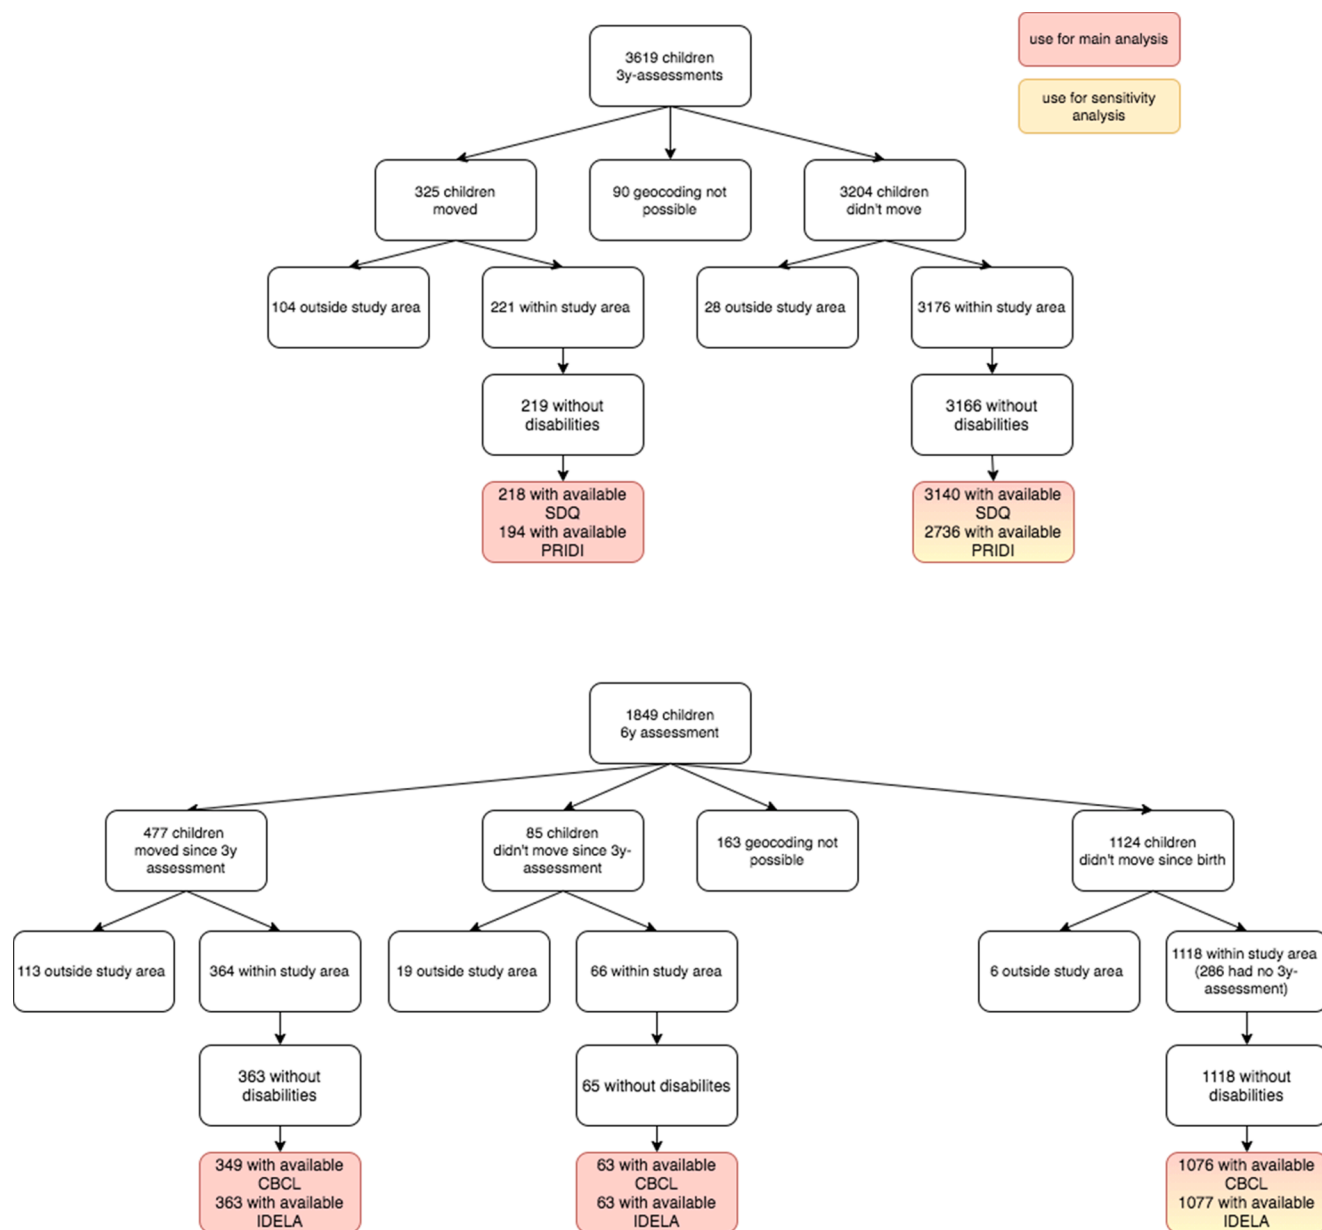 use for main analysis
use for sensitivity
analysis
3619 children
3y-assessments
325 children
moved
90 geocoding not
possible
3204 children
didn't move
104 outside study area
221 within study area
28 outside study area
3176 within study area
219 without
disabilities
3166 without
disabilities
218 with available
SDQ
194 with available
PRIDI
3140 with available
SDQ
2736 with available
PRIDI
1849 children
6y assessment
477 children
moved since 3y
assessment
85 children
didn't move since 3y-
assessment
163 geocoding not
possible
1124 children
didn't move since birth
113 outside study area
364 within study area
19 outside study area
66 within study area
6 outside study area
1118 within study area
(286 had no 3y-
assessment)
363 without
disabilities
65 without disabilites
1118 without
disabilities
349 with available
CBCL
363 with available
IDELA
63 with available
CBCL
63 with available
IDELA
1076 with available
CBCL
1077 with available
IDELA